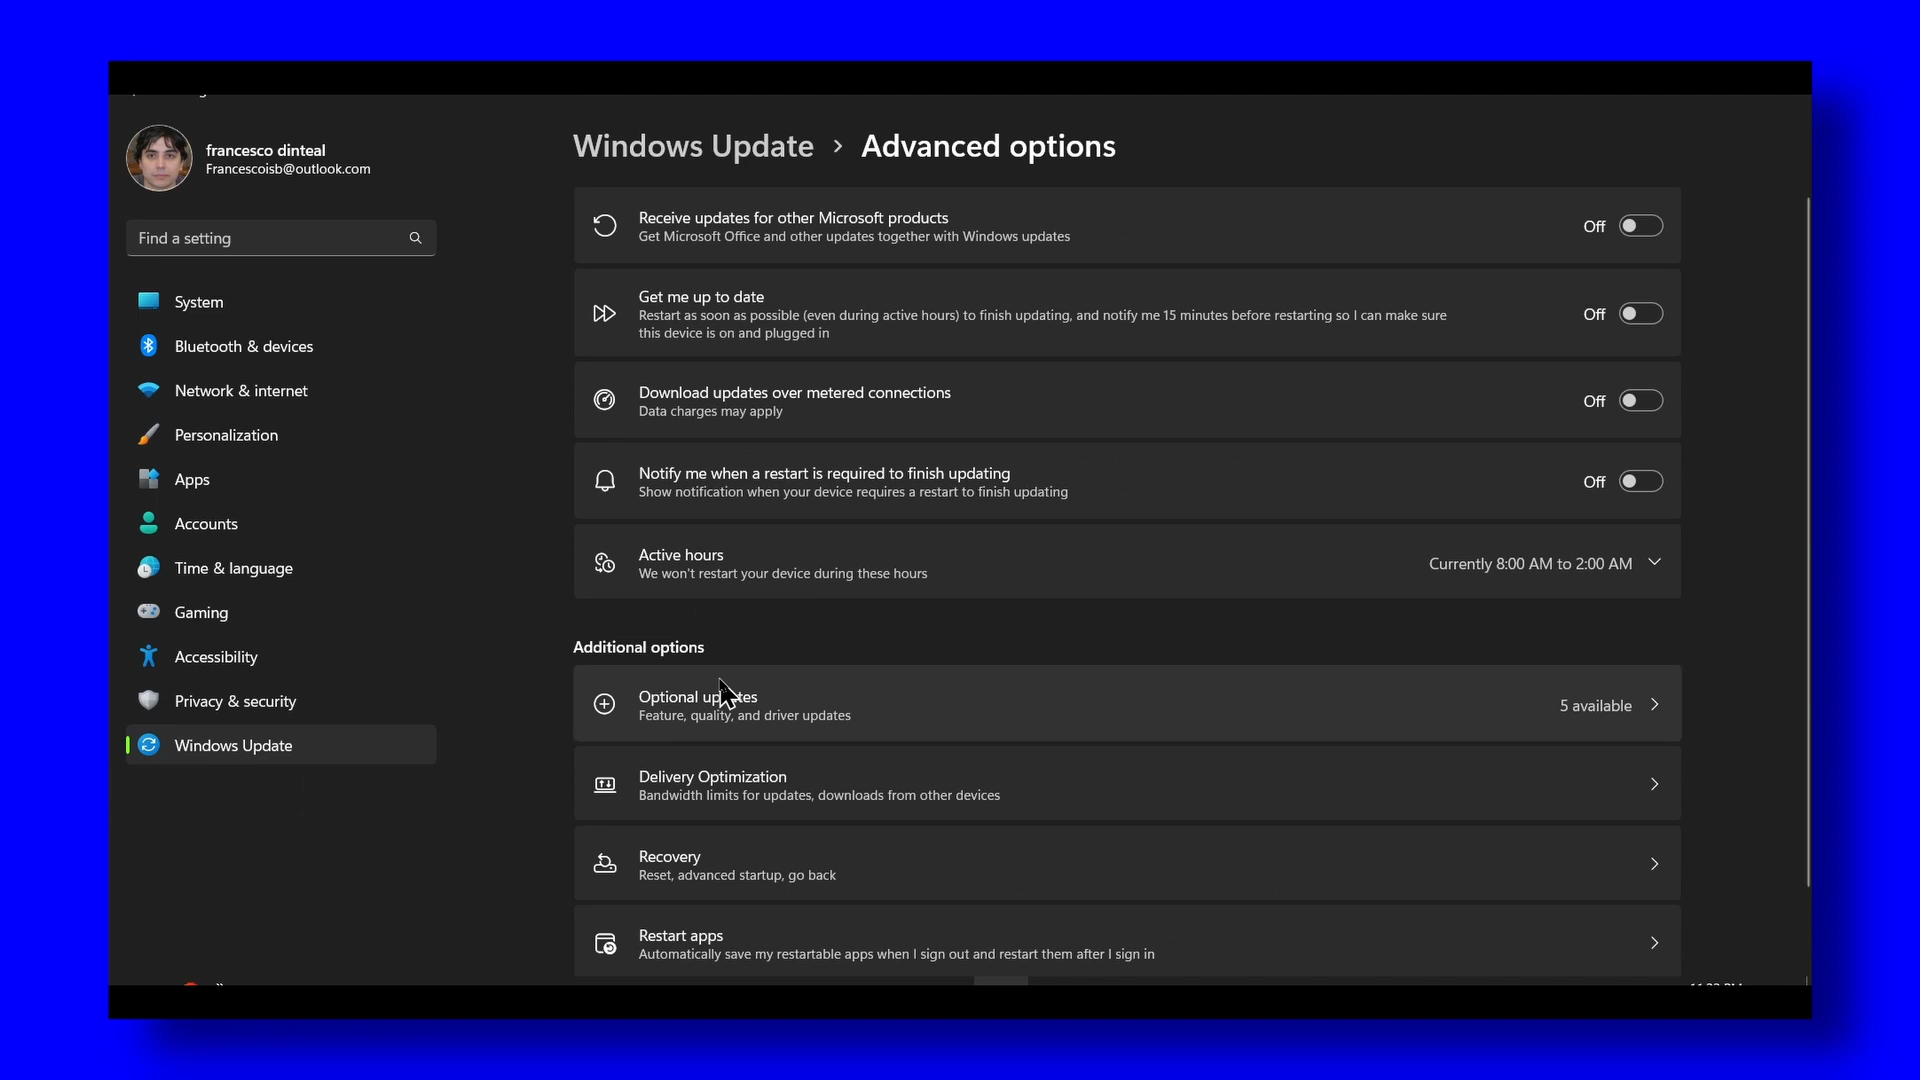 francesco dinteal
Francescoisb@outlook.com
Find a setting
System
Bluetooth & devices
Network & internet
Personalization
Apps
Accounts
Time & language
Gaming
Accessibility
Privacy & security
Windows Update
Windows Update › Advanced options
Receive updates for other Microsoft products
Off
Get Microsoft Office and other updates together with Windows updates
Get me up to date
Restart as soon as possible (even during active hours) to finish updating, and notify me 15 minutes before restarting so I can make sure
Off
this device is on and plugged in
Download updates over metered connections
Off
Data charges may apply
Notify me when a restart is required to finish updating
Off
Show notification when your device requires a restart to finish updating
Active hours
Currently 8:00 AM to 2:00 AM
We won't restart your device during these hours
Additional options
Optional updates
5 available
Feature, quality, and driver updates
Delivery Optimization
Bandwidth limits for updates, downloads from other devices
Recovery
Reset, advanced startup, go back
Restart apps
Automatically save my restartable apps when I sign out and restart them after I sign in